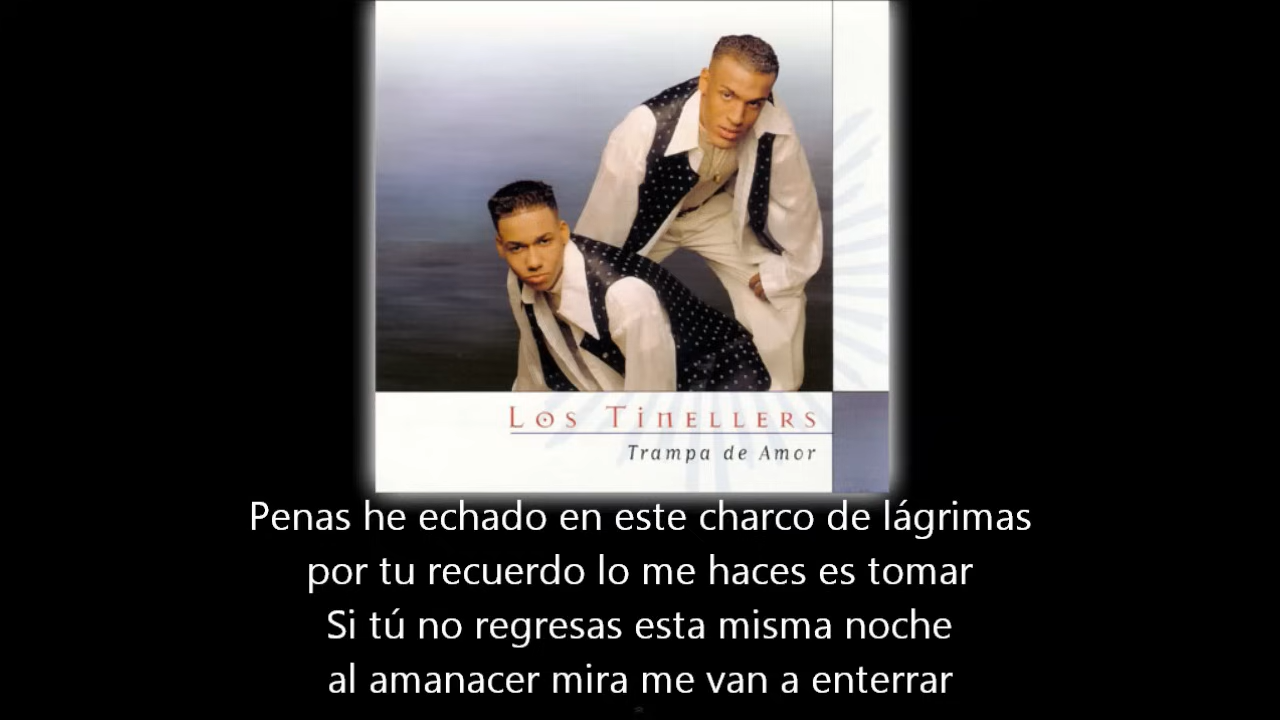 Los Tinellers
Trampa de Amor
Penas he echado en este charco de lágrimas
por tu recuerdo lo me haces es tomar
Si tú no regresas esta misma noche
al amanacer mira me van a enterrar